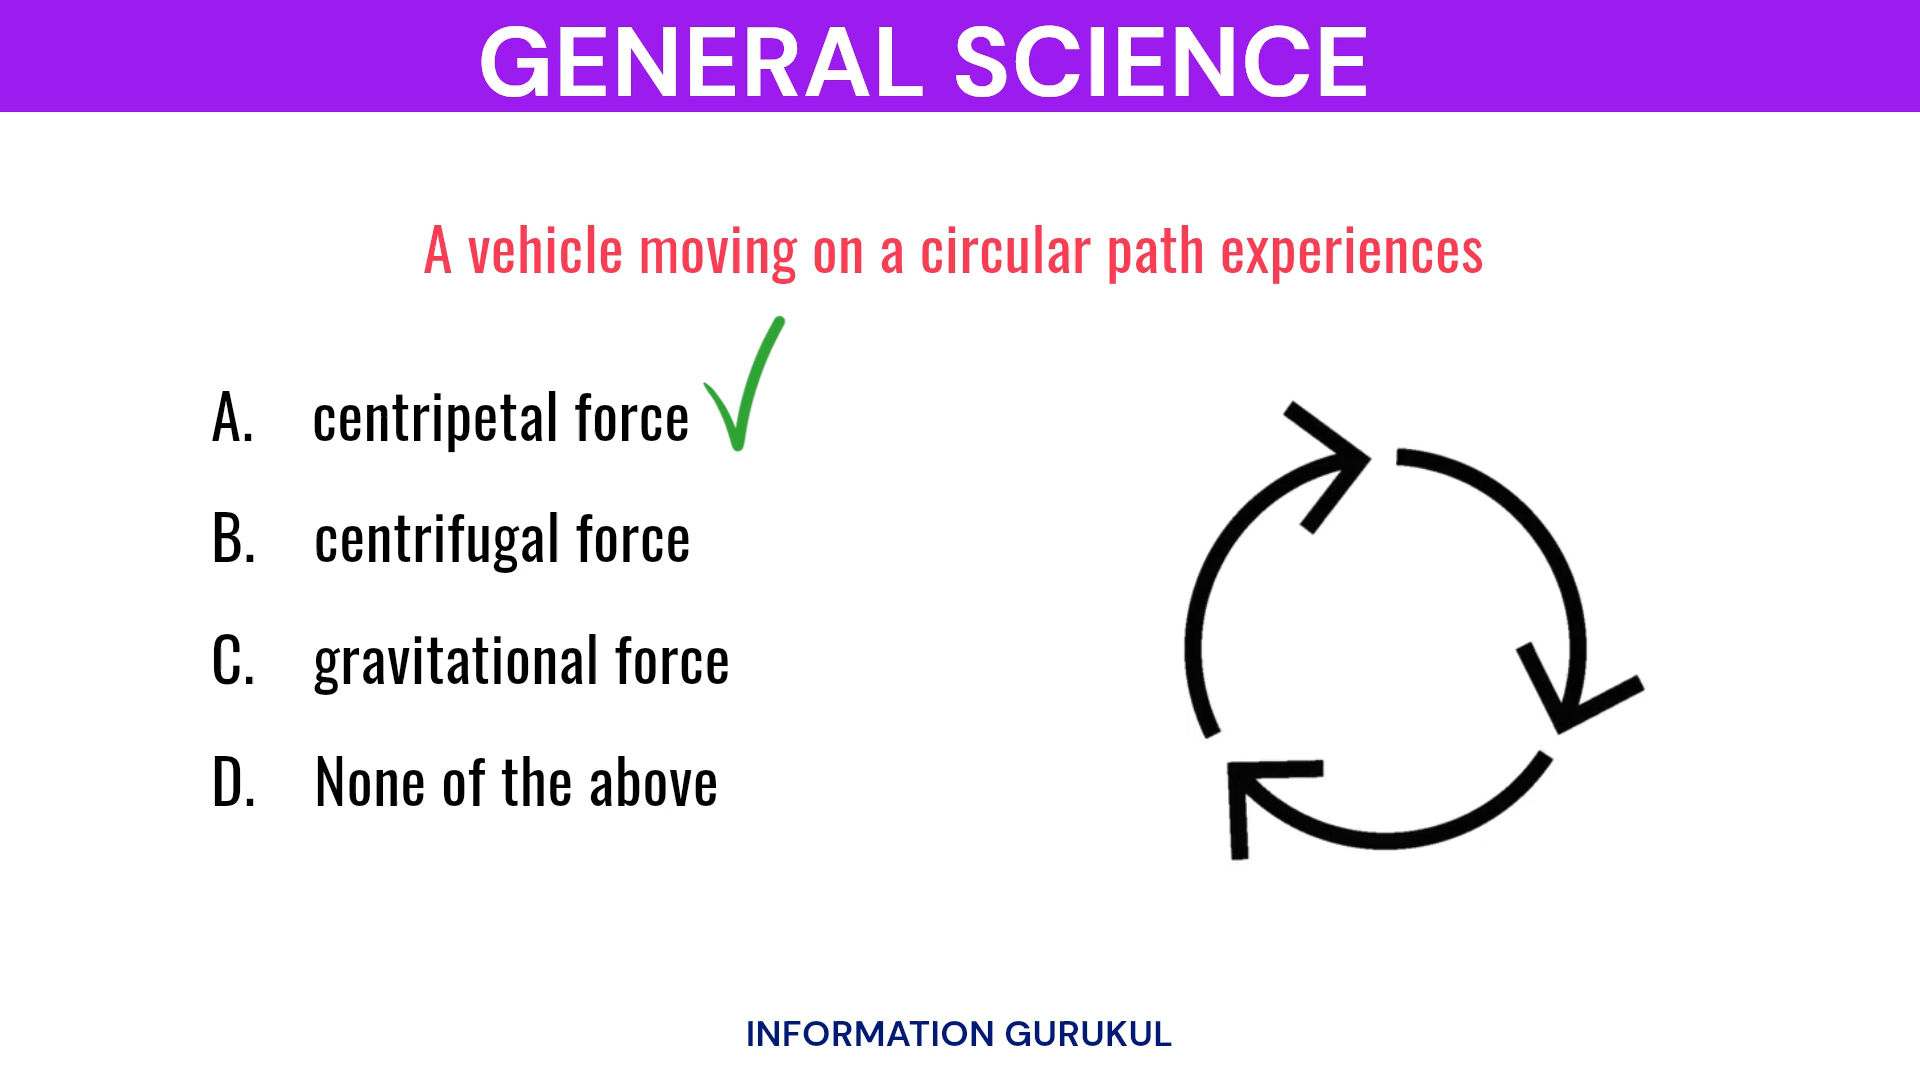 GENERAL SCIENCE
A vehicle moving on a circular path experiences
A. centripetal force
B. centrifugal force
C. gravitational force
D. None of the above
INFORMATION GURUKUL